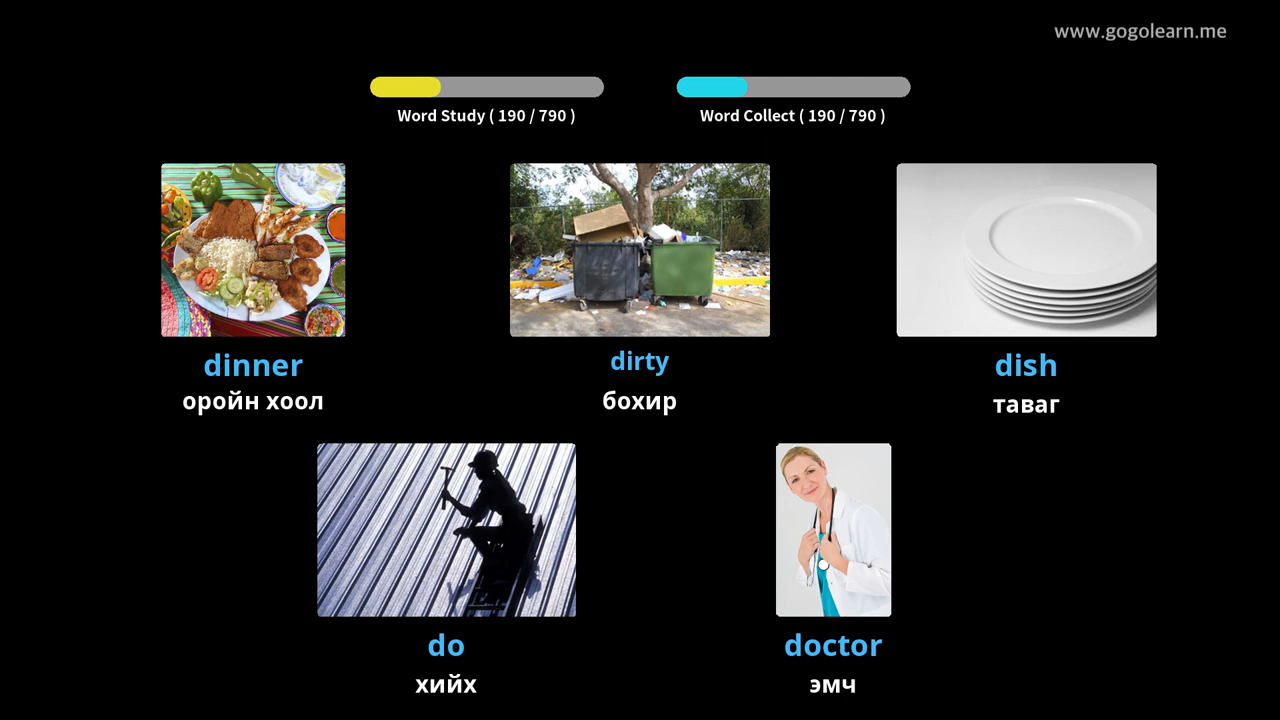 www.gogolearn.me
Word Study ( 190 / 790 )
Word Collect ( 190 / 790 )
dinner
оройн хоол
dirty
бохир
dish
таваг
do
хийх
doctor
эмч